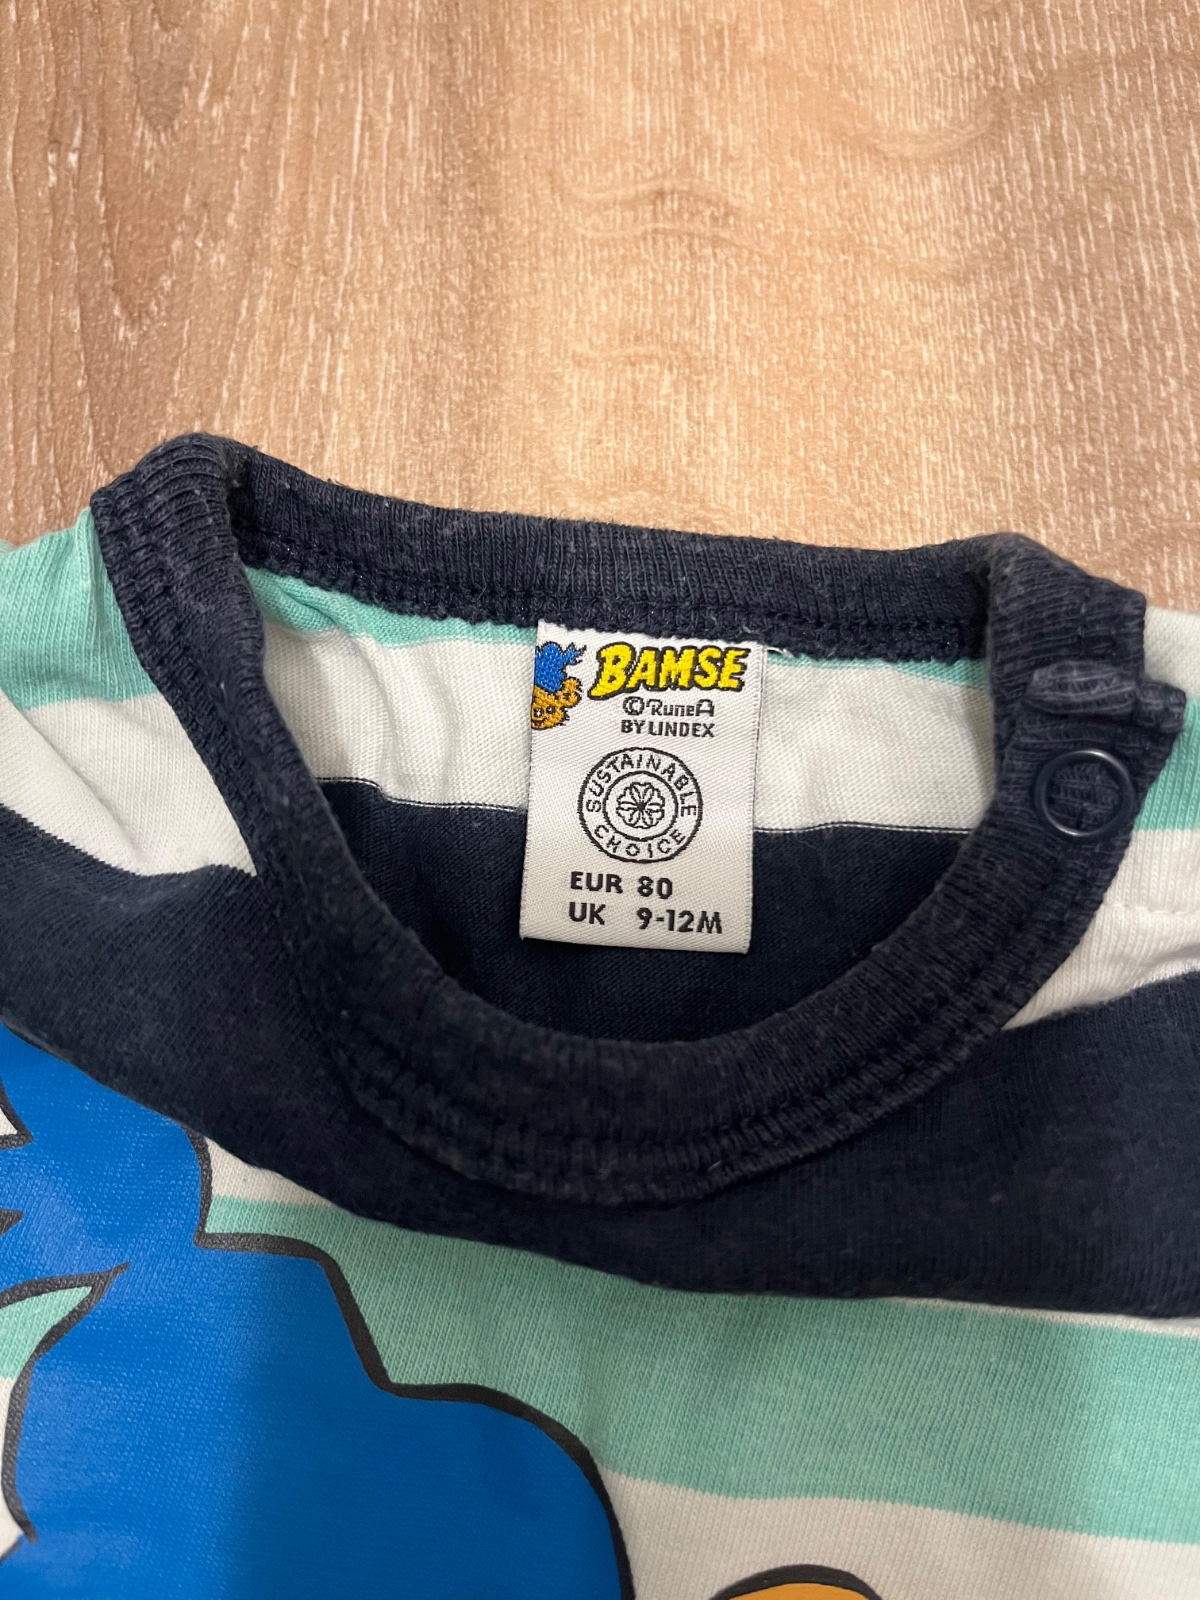 BAMSE
©RuneA
BY LINDEX
SUSTAINABLE
CHOICE
EUR 80
UK 9-12M